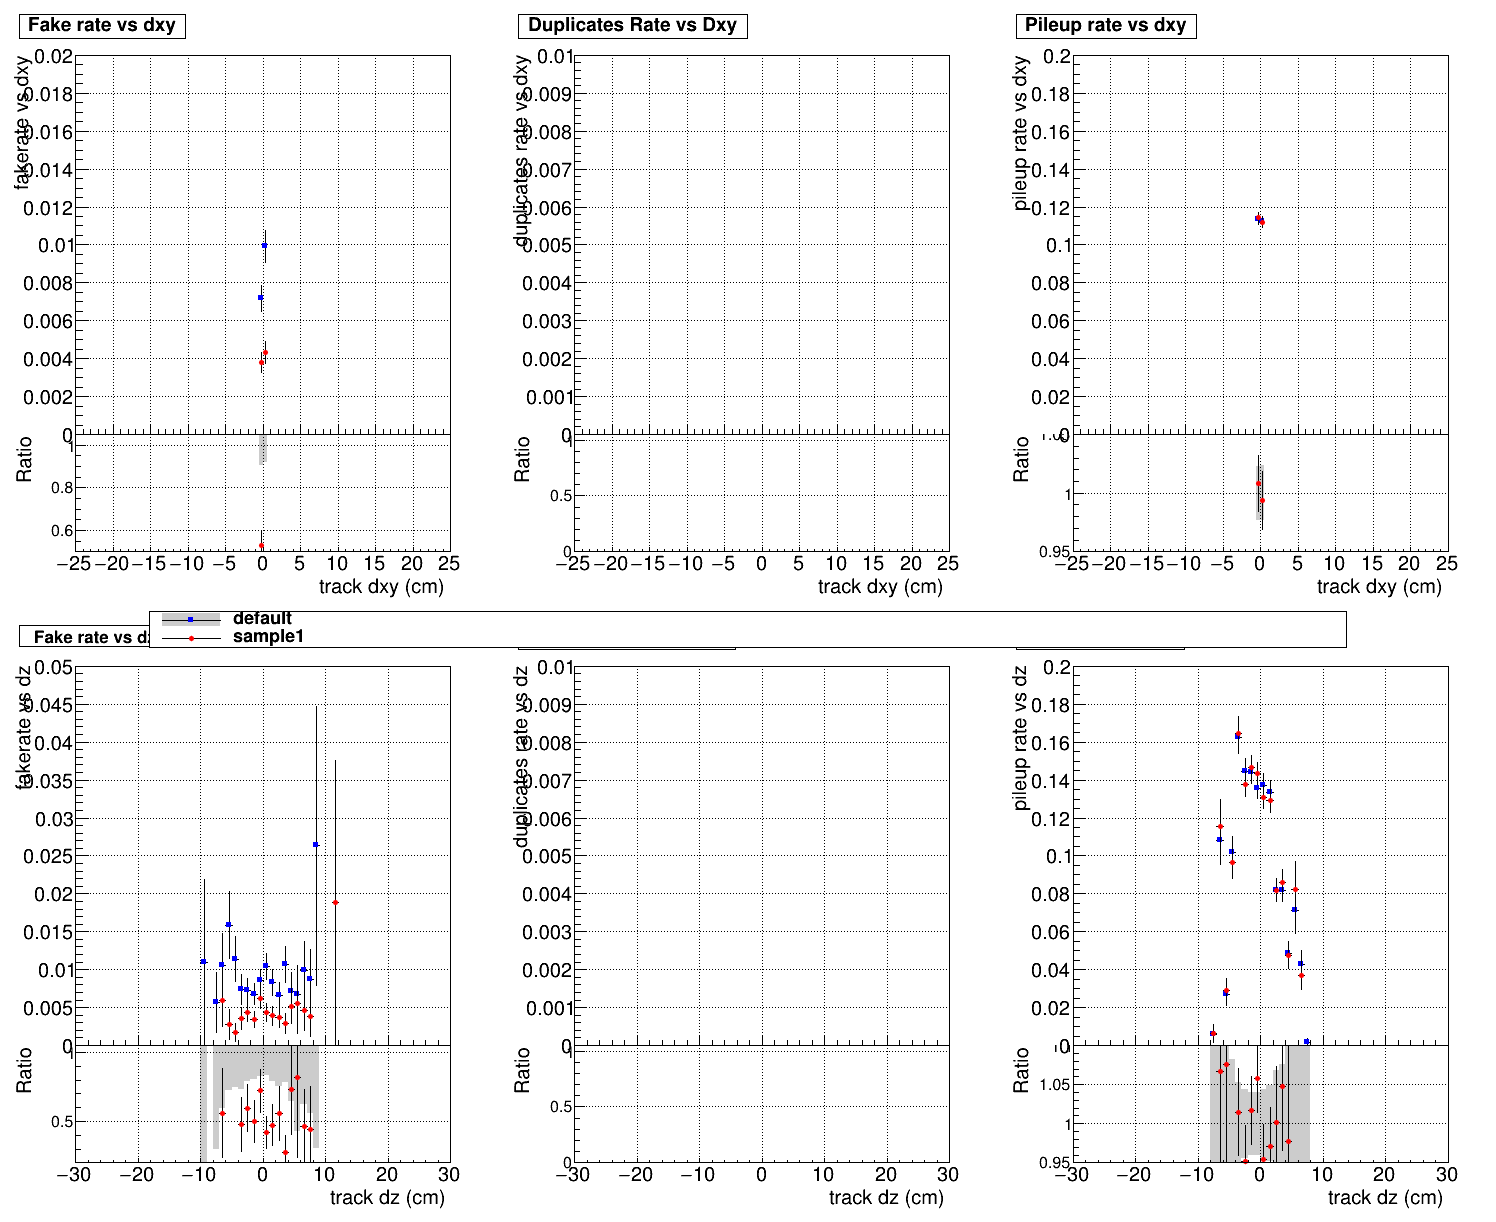 Fake rate vs dxy
fakerate vs dxy
0.02
0.018
0.016
0.014
0.012
0.01
0.008
0.006
0.004
0.002
0
Ratio
1
0.8
0.6
−25 −20 −15 −10 −5 0 5 10 15 20 25
track dxy (cm)
Duplicates Rate vs Dxy
duplicates rate vs dxy
0.01
0.009
0.008
0.007
0.006
0.005
0.004
0.003
0.002
0.001
0
Ratio
1
0.5
0
−25 −20 −15 −10 −5 0 5 10 15 20 25
track dxy (cm)
Pileup rate vs dxy
pileup rate vs dxy
0.2
0.18
0.16
0.14
0.12
0.1
0.08
0.06
0.04
0.02
0
Ratio
1
0.95
−25 −20 −15 −10 −5 0 5 10 15 20 25
track dxy (cm)
default
sample1
Fake rate vs
fakerate vs dz
0.05
0.045
0.04
0.035
0.03
0.025
0.02
0.015
0.01
0.005
0
Ratio
1
0.5
−30 −20 −10 0 10 20 30
track dz (cm)
duplicates rate vs dz
0.01
0.009
0.008
0.007
0.006
0.005
0.004
0.003
0.002
0.001
0
Ratio
1
0.5
0
−30 −20 −10 0 10 20 30
track dz (cm)
pileup rate vs dz
0.2
0.18
0.16
0.14
0.12
0.1
0.08
0.06
0.04
0.02
0
Ratio
1.05
1
0.95
−30 −20 −10 0 10 20 30
track dz (cm)